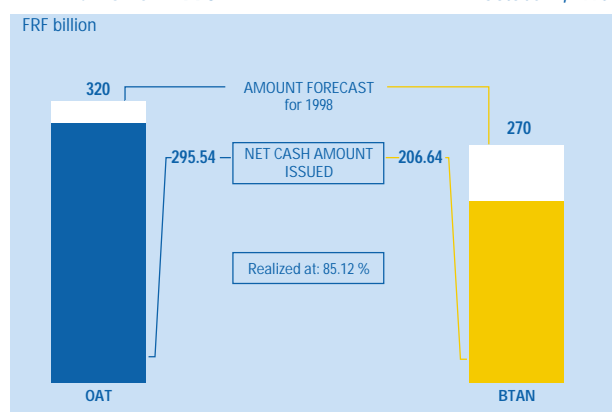 FRF billion
320
AMOUNT FORECAST
for 1998
270
295.54
NET CASH AMOUNT
ISSUED
206.64
Realized at: 85.12 %
OAT
BTAN